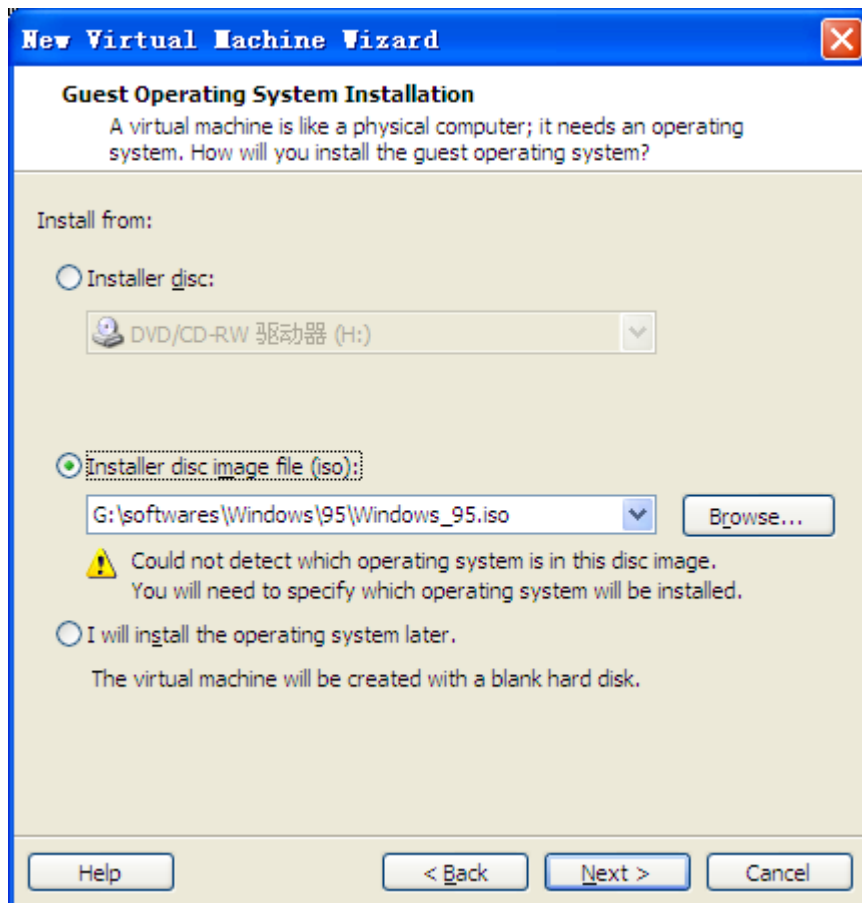 New Virtual Machine Wizard
Guest Operating System Installation
A virtual machine is like a physical computer; it needs an operating
system. How will you install the guest operating system?
Install from:
Installer disc:
DVD/CD-RW 驱动器 (H:)
Installer disc image file (iso):
G:\softwares\Windows\95\Windows_95.iso
Browse...
Could not detect which operating system is in this disc image.
You will need to specify which operating system will be installed.
I will install the operating system later.
The virtual machine will be created with a blank hard disk.
Help
< Back
Next >
Cancel